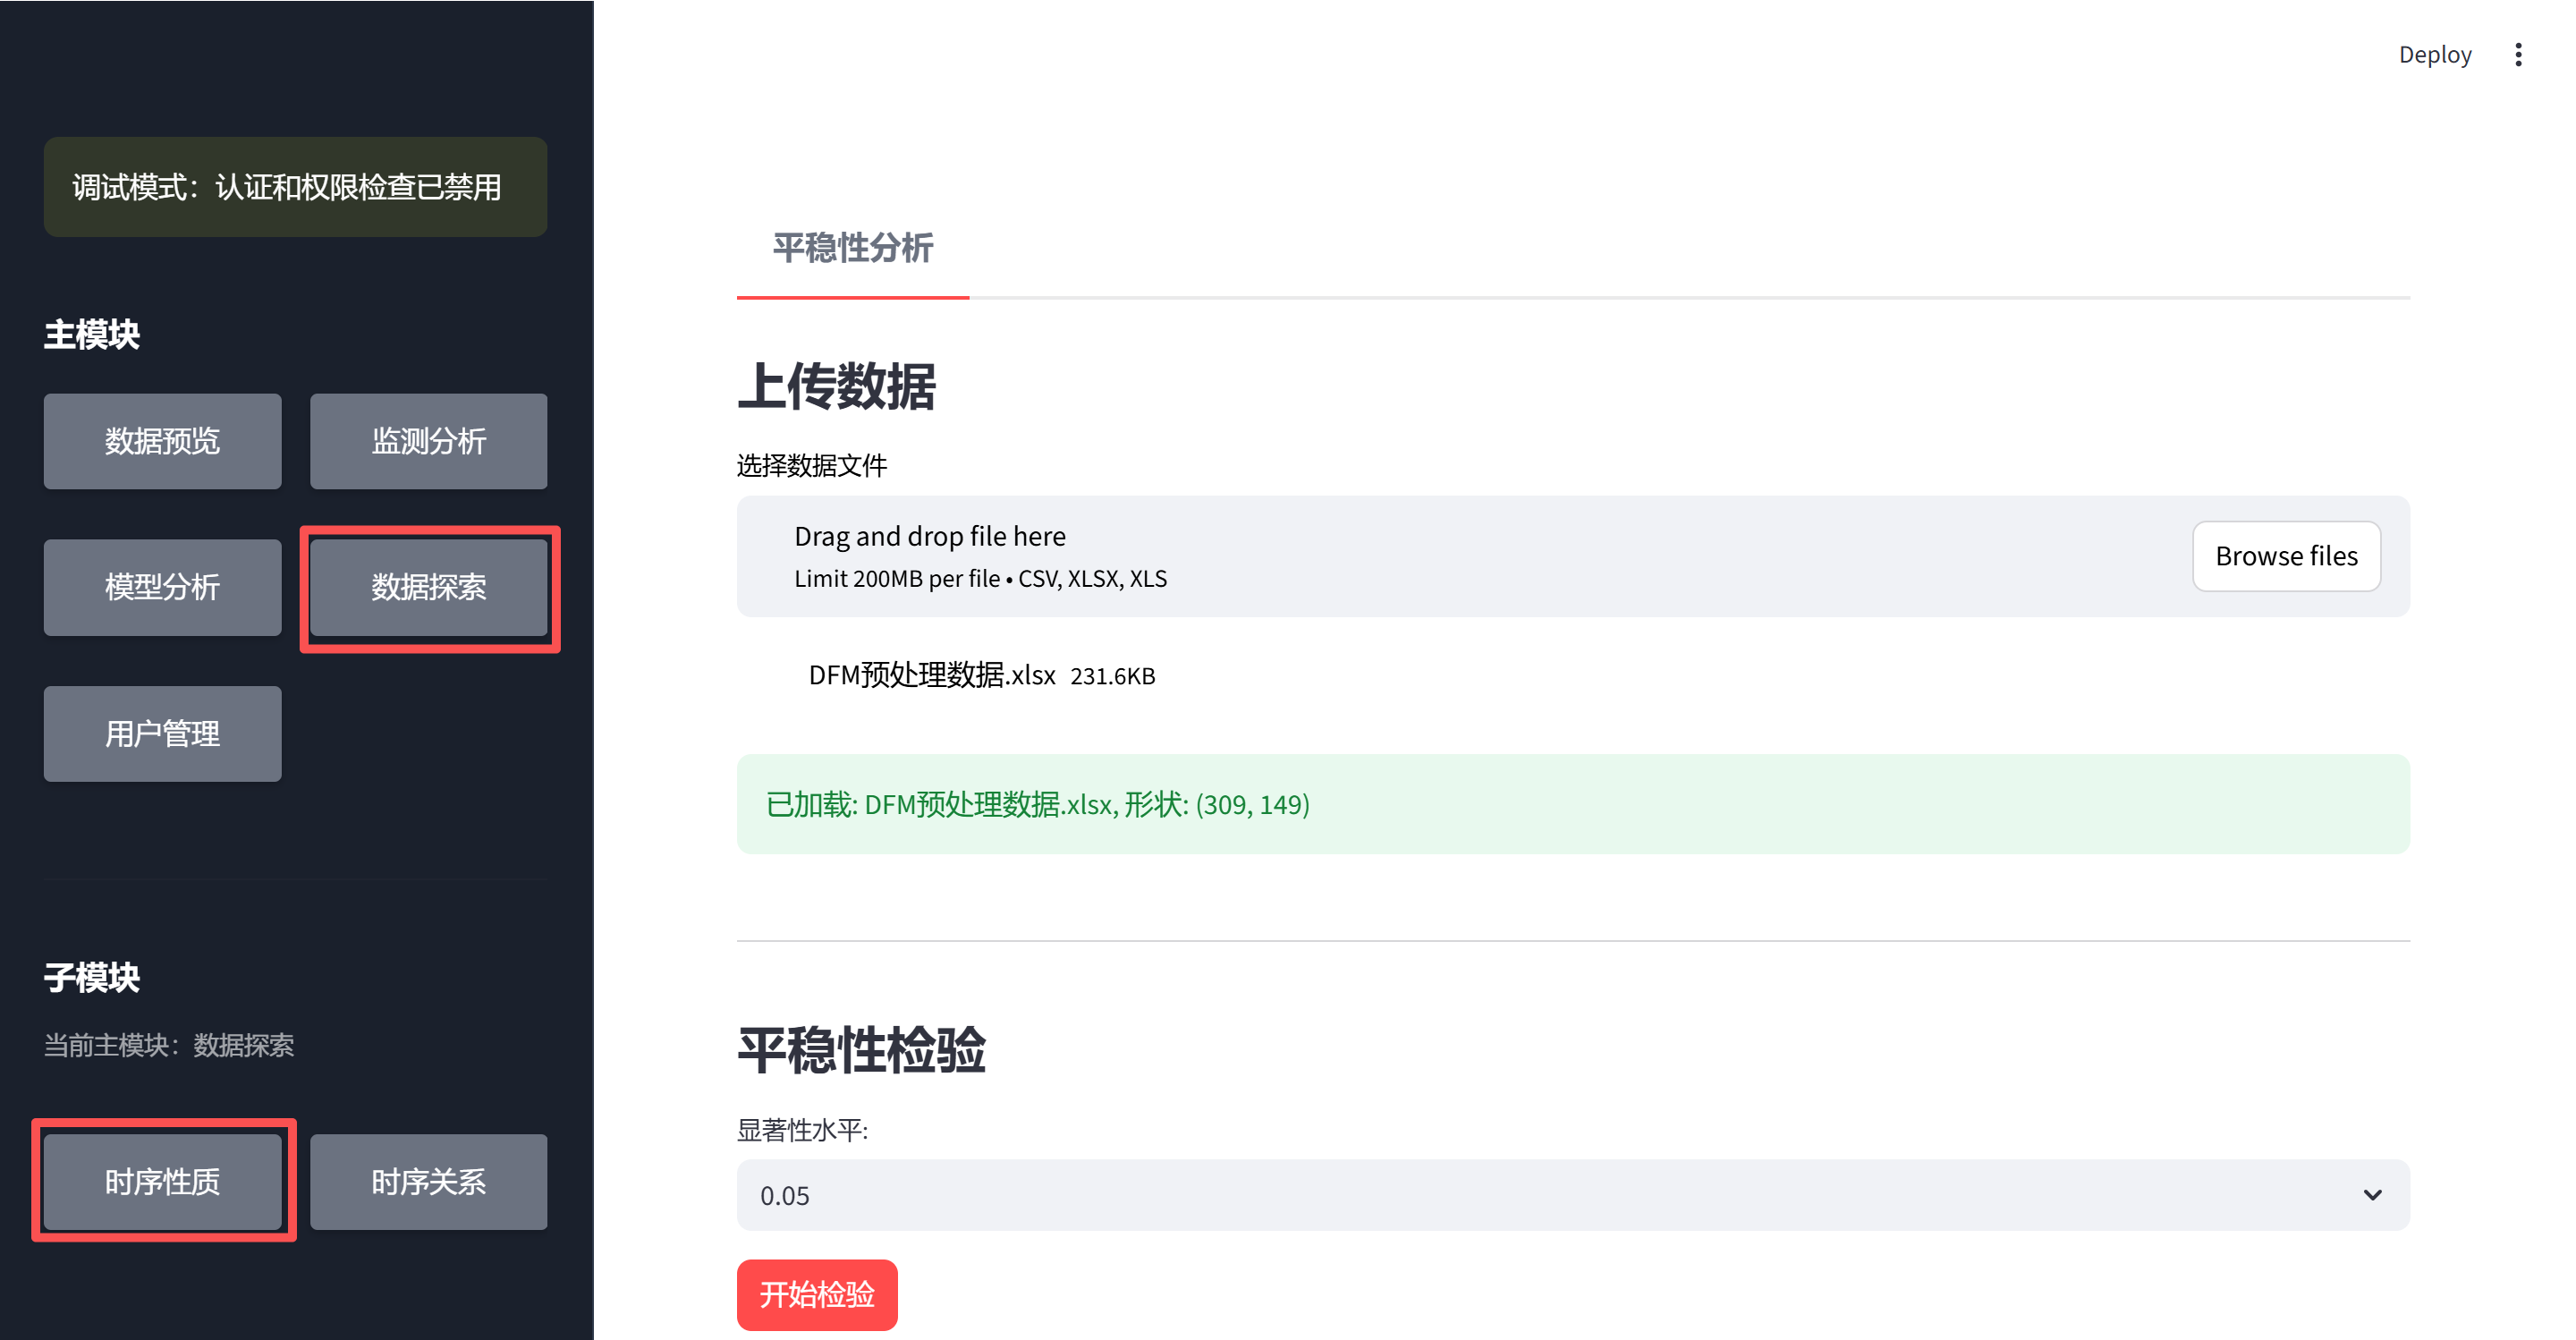 Deploy
调试模式：认证和权限检查已禁用
主模块
数据预览
监测分析
模型分析
数据探索
用户管理
子模块
当前主模块：数据探索
时序性质
时序关系
平稳性分析
上传数据
选择数据文件
Drag and drop file here
Limit 200MB per file • CSV, XLSX, XLS
Browse files
DFM预处理数据.xlsx 231.6KB
已加载: DFM预处理数据.xlsx, 形状: (309, 149)
平稳性检验
显著性水平:
0.05
开始检验